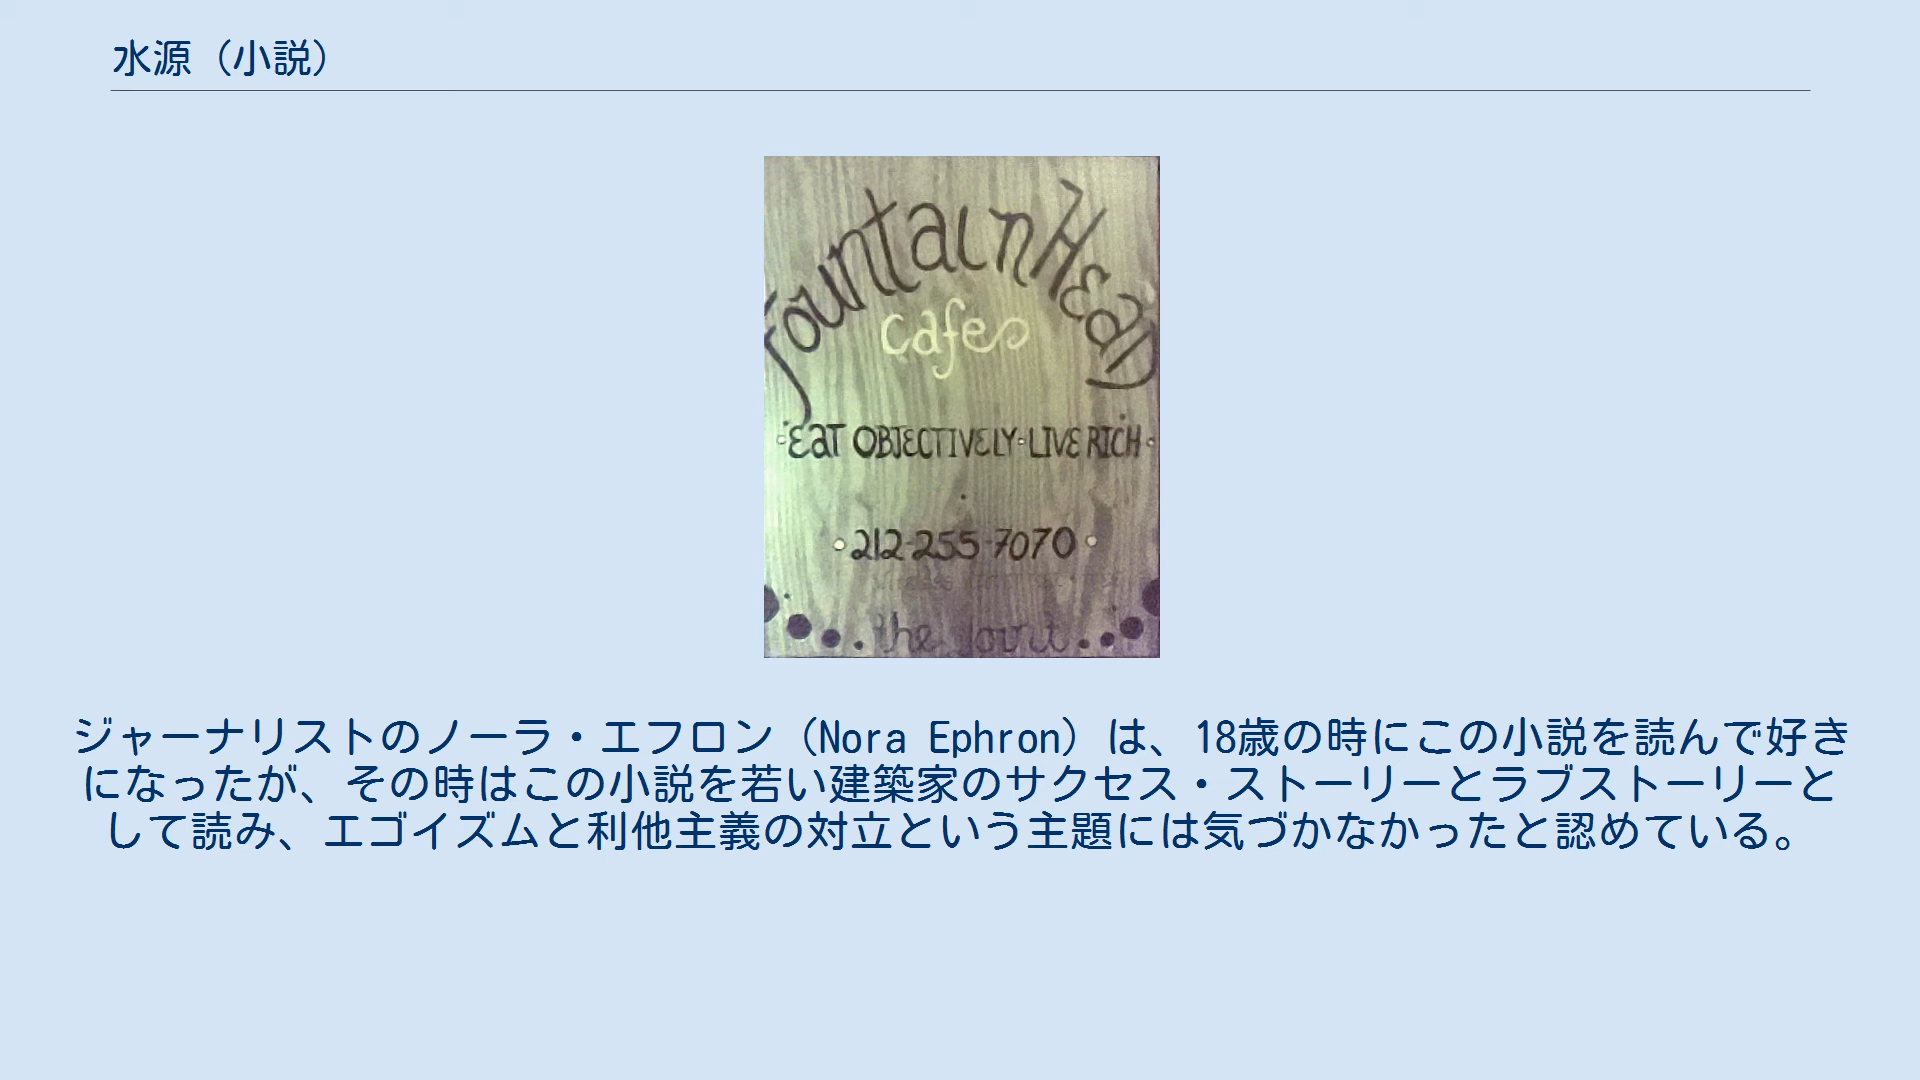 水源（小説）
fountainHead
cafe
·Eat OBJECTIVELY·LIVE RICH·
·212-255-7070·
ジャーナリストのノーラ・エフロン（Nora Ephron）は、18歳の時にこの小説を読んで好き
になったが、その時はこの小説を若い建築家のサクセス・ストーリーとラブストーリーと
して読み、エゴイズムと利他主義の対立という主題には気づかなかったと認めている。